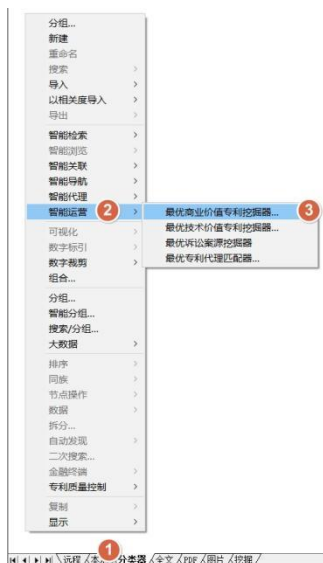 分组...
新建
重命名
搜索
导入
以相关度导入
导出
智能检索
智能浏览
智能关联
智能导航
智能代理
智能运营 2
最优商业价值专利挖掘器... 3
最优技术价值专利挖掘器...
最优诉讼案源挖掘器
最优专利代理匹配器...
可视化
数字标引
数字裁剪
组合...
分组...
智能分组...
搜索/分组...
大数据
排序
同族
节点操作
数据
拆分...
自动发现
二次搜索...
金融终端
专利质量控制
复制
显示
1
远程 本 分类器 全文 PDF 图片 挖掘